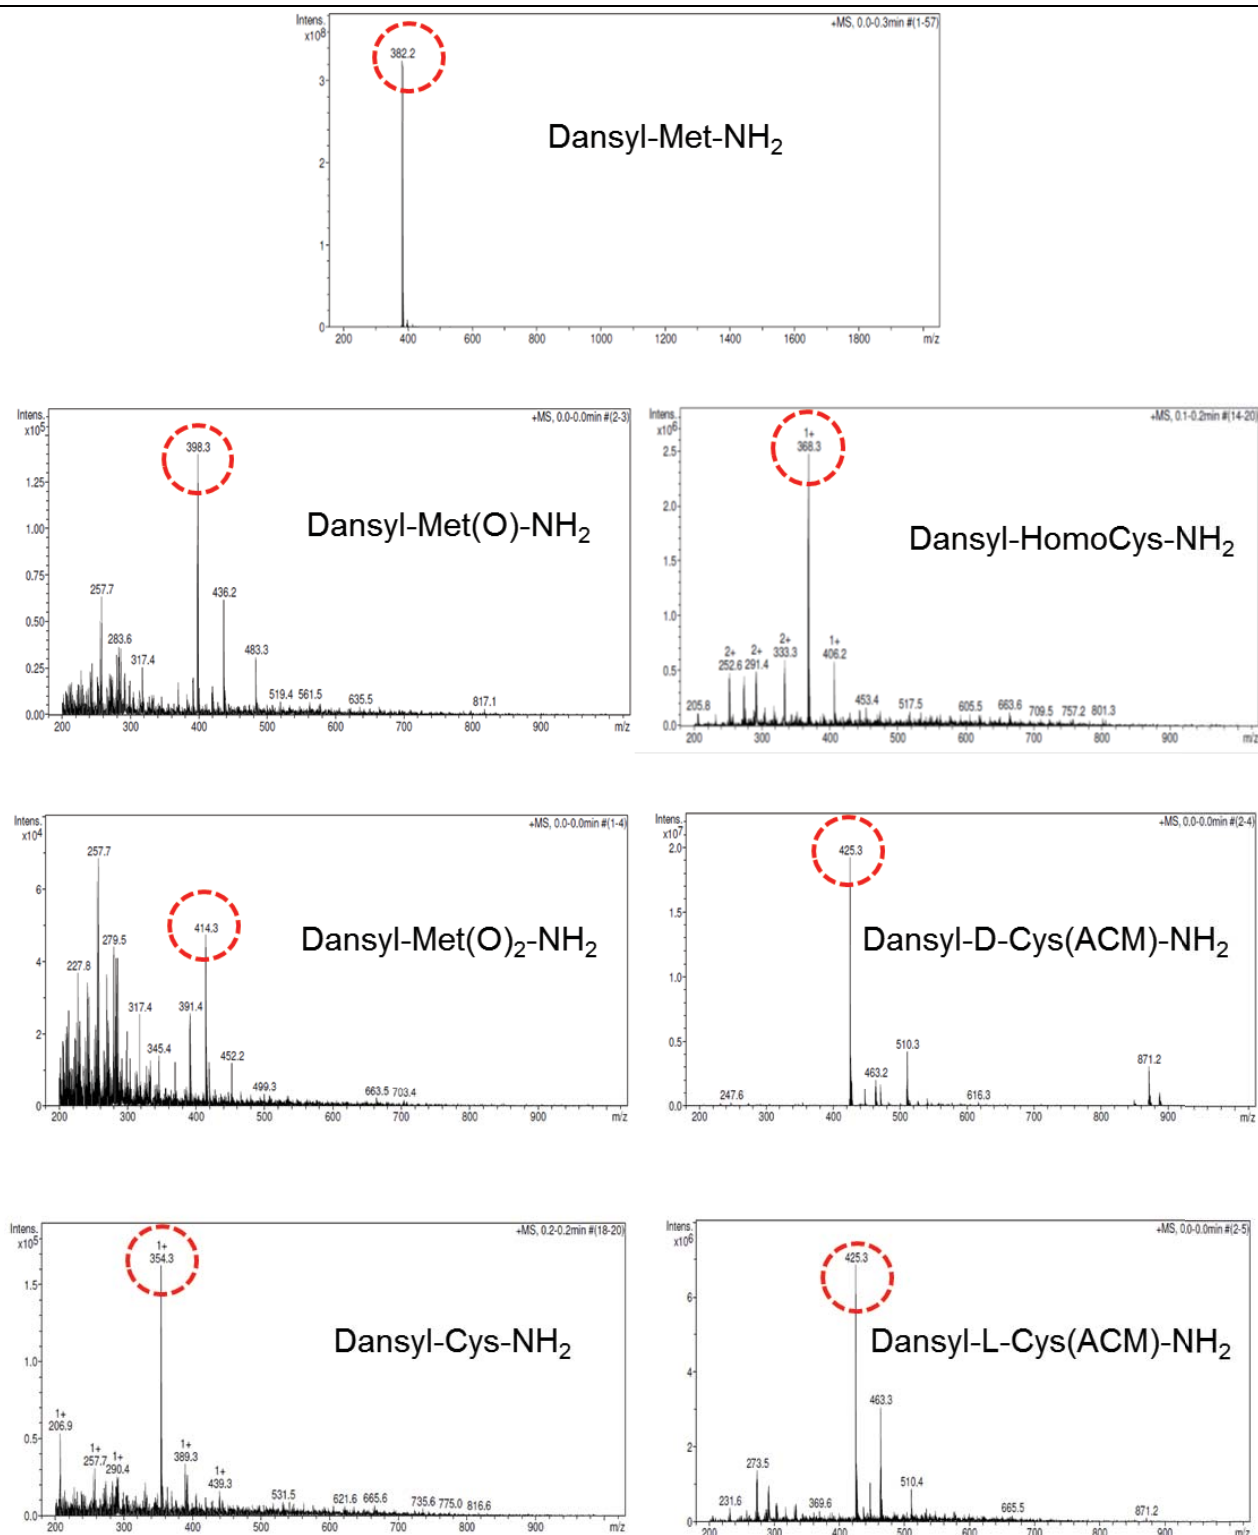 Intens.
x10⁸
+MS, 0.0-0.3min #(1-57)
382.2
3
Dansyl-Met-NH₂
2
1
0
200 400 600 800 1000 1200 1400 1600 1800 m/z
Intens.
x10⁵
+MS, 0.0-0.0min #(2-3)
398.3
1.25
Dansyl-Met(O)-NH₂
1.00
0.75
257.7
436.2
0.50
283.6
483.3
0.25
317.4
519.4 561.5
635.5
817.1
0.00
200 300 400 500 600 700 800 900 m/z
Intens.
x10⁶
+MS, 0.1-0.2min #(14-20)
1+
368.3
2.5
2.0
Dansyl-HomoCys-NH₂
1.5
1.0
2+
252.6
2+
291.4
2+
333.3
1+
406.2
0.5
205.8
453.4
517.5
605.5
663.6
709.5
757.2
801.3
0.0
200 300 400 500 600 700 800 900 m/z
Intens.
x10⁴
+MS, 0.0-0.0min #(1-4)
257.7
6
414.3
Dansyl-Met(O)₂-NH₂
279.5
4
227.8
317.4
391.4
2
345.4
452.2
499.3
663.5 703.4
0
200 300 400 500 600 700 800 900 m/z
Intens.
x10⁷
+MS, 0.0-0.0min #(2-4)
2.0
425.3
1.5
Dansyl-D-Cys(ACM)-NH₂
1.0
510.3
871.2
0.5
463.2
247.6
616.3
0.0
200 300 400 500 600 700 800 900 m/z
Intens.
x10⁵
+MS, 0.2-0.2min #(18-20)
1+
354.3
1.5
Dansyl-Cys-NH₂
1.0
1+
206.9
0.5
1+
257.7
1+
290.4
1+
389.3
1+
439.3
531.5
621.6 665.6
735.6 775.0 816.6
0.0
200 300 400 500 600 700 800 900 m/z
Intens.
x10⁶
+MS, 0.0-0.0min #(2-5)
425.3
6
Dansyl-L-Cys(ACM)-NH₂
4
463.3
2
273.5
510.4
231.6
369.6
665.5
871.2
0
200 300 400 500 600 700 800 900 m/z